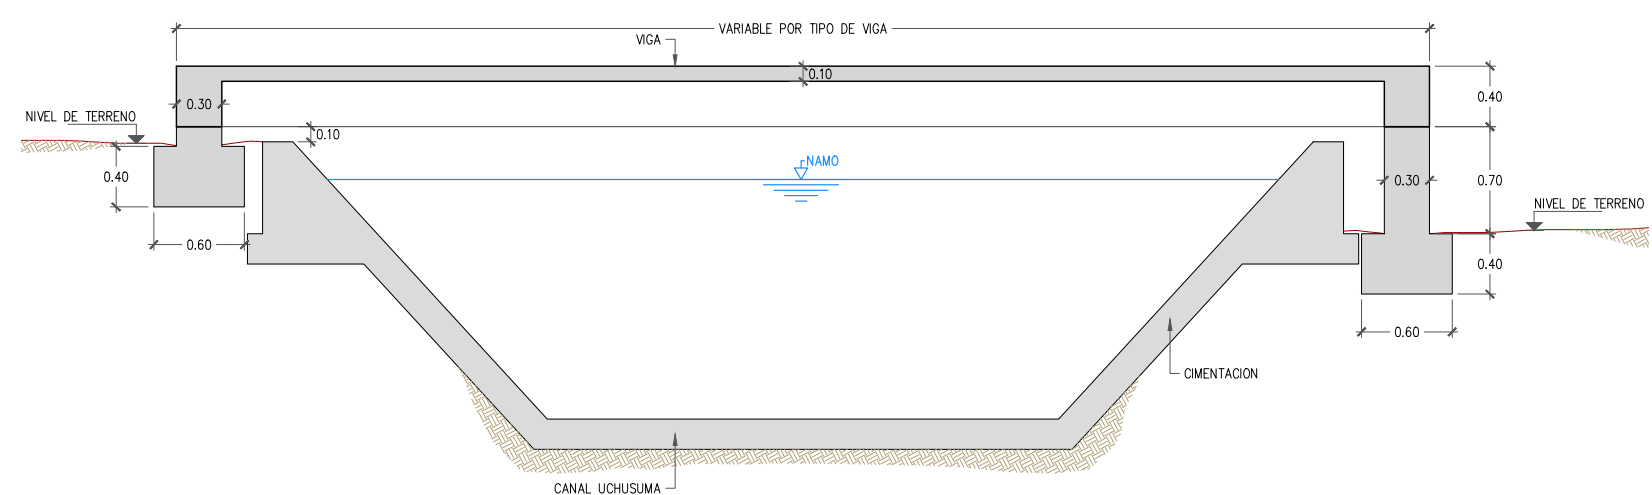 VARIABLE POR TIPO DE VIGA
VIGA
0.10
0.40
0.30
NIVEL DE TERRENO
0.10
NAMO
0.40
0.30
0.70
NIVEL DE TERRENO
0.60
0.40
0.60
CIMENTACION
CANAL UCHUSUMA